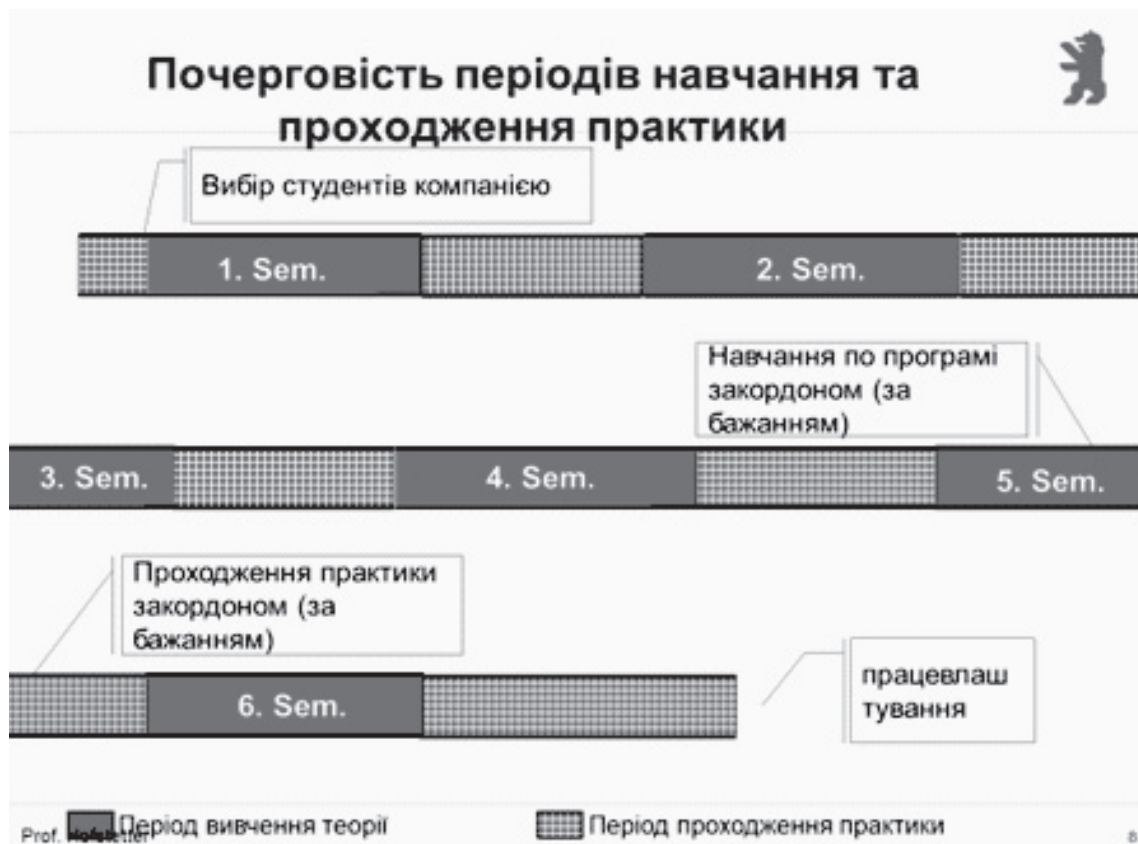 Почерговість періодів навчання та
проходження практики
Вибір студентів компанією
1. Sem.
2. Sem.
Навчання по програмі
закордоном (за
бажанням)
3. Sem.
4. Sem.
5. Sem.
Проходження практики
закордоном (за
бажанням)
6. Sem.
працевлаш
тування
Період вивчення теорії
Період проходження практики
Prof. Hofstetter
8